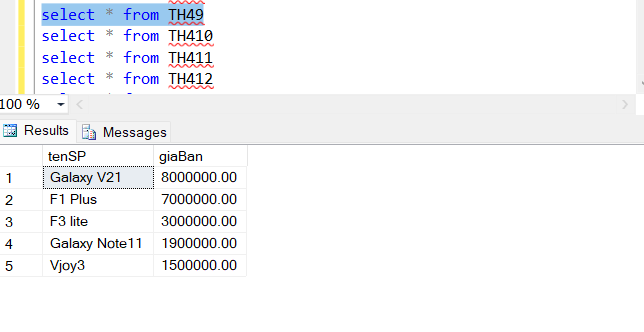 select * from TH49
select * from TH410
select * from TH411
select * from TH412
100 %
Results Messages
tenSP giaBan
1 Galaxy V21 8000000.00
2 F1 Plus 7000000.00
3 F3 lite 3000000.00
4 Galaxy Note11 1900000.00
5 Vjoy3 1500000.00